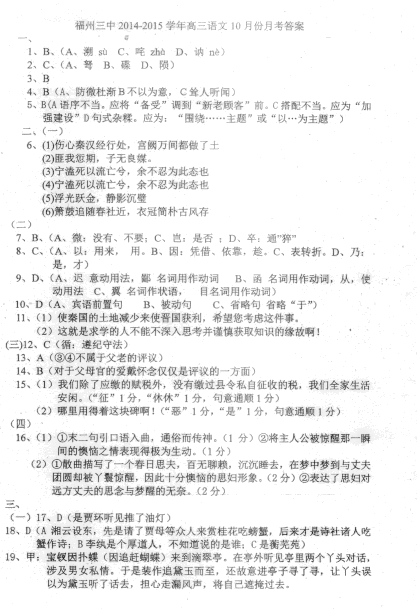 福州三中 2014-2015 学年高三语文 10 月份月考答案
一、
1、B、（A、溯 sù　C、咤 zhà　D、讷 nè）
2、C、（A、弩　B、碟　D、陨）
3、B
4、B（A、防微杜渐 B 不以为意， C 耸人听闻）
5、B（A 语序不当。应将“备受”调到“新老顾客”前。C 搭配不当。应为“加
强建设” D 句式杂糅。应为：“围绕……主题”或“以…为主题”）
二、（一）
6、(1)伤心秦汉经行处，宫阙万间都做了土
(2)匪我愆期，子无良媒。
(3)宁溘死以流亡兮，余不忍为此态也
(4)宁溘死以流亡兮，余不忍为此态也
(5)浮光跃金，静影沉璧
(6)箫鼓追随春社近，衣冠简朴古风存
（二）
7、B、（A、微：没有、不要；C、岂：是否；D、辛：通“猝”
8、C、（A、以：用来， 用。B、因：凭借、依靠，趁。C、表转折。D、乃：
是，才）
9、D、（A、迟 意动用法，鄙 名词用作动词　B、函 名词用作动词，从，使
动用法　C、翼 名词作状语，　目名词用作动词）
10、D（A、宾语前置句　B、被动句　C、省略句 省略“于”）
11、（1）使秦国的土地减少来使晋国获利，希望您考虑这件事。
（2）这就是求学的人不能不深入思考并谨慎获取知识的缘故啊！
(三)12、C（循：遵纪守法）
13、A（③④不属于父老的评议）
14、B（对于父母官的爱戴怀念仅仅是评议的一方面）
15、（1）我们除了应缴的赋税外，没有缴过县令私自征收的税，我们全家生活
安闲。（“征”1 分，“休休”1 分，句意通顺 1 分）
（2）哪里用得着这块碑啊！（“恶”1 分，“是”1 分，句意通顺 1 分）
（四）
16、（1）①末二句引口语入曲，通俗而传神。（1 分）②将主人公被惊醒那一瞬
间的懊恼之情表现得极为生动。（1 分）
（2）①散曲描写了一个春日思夫，百无聊赖，沉沉睡去，在梦中梦到与丈夫
团圆却被丫鬟惊醒，因此十分懊恼的思妇形象。（2 分）②表达了思妇对
远方丈夫的思念与梦醒的无奈。（2 分）
三、
（一）17、D（是贾环听见推了油灯）
18、D（A 湘云设东，先是请了贾母等众人来赏桂花吃螃蟹，后来才是诗社诸人吃
蟹作诗；B 李纨是个厚道人，不知道说的是谁；C 是蘅芜苑）
19、甲：宝钗因扑蝶（因追赶蝴蝶）来到滴翠亭。在亭外听见亭里两个丫头对话，
涉及男女私情。于是装作追黛玉而至，还故意进亭子寻了寻，让丫头误
以为黛玉听了话去，担心走漏风声，将自己遮掩过去。